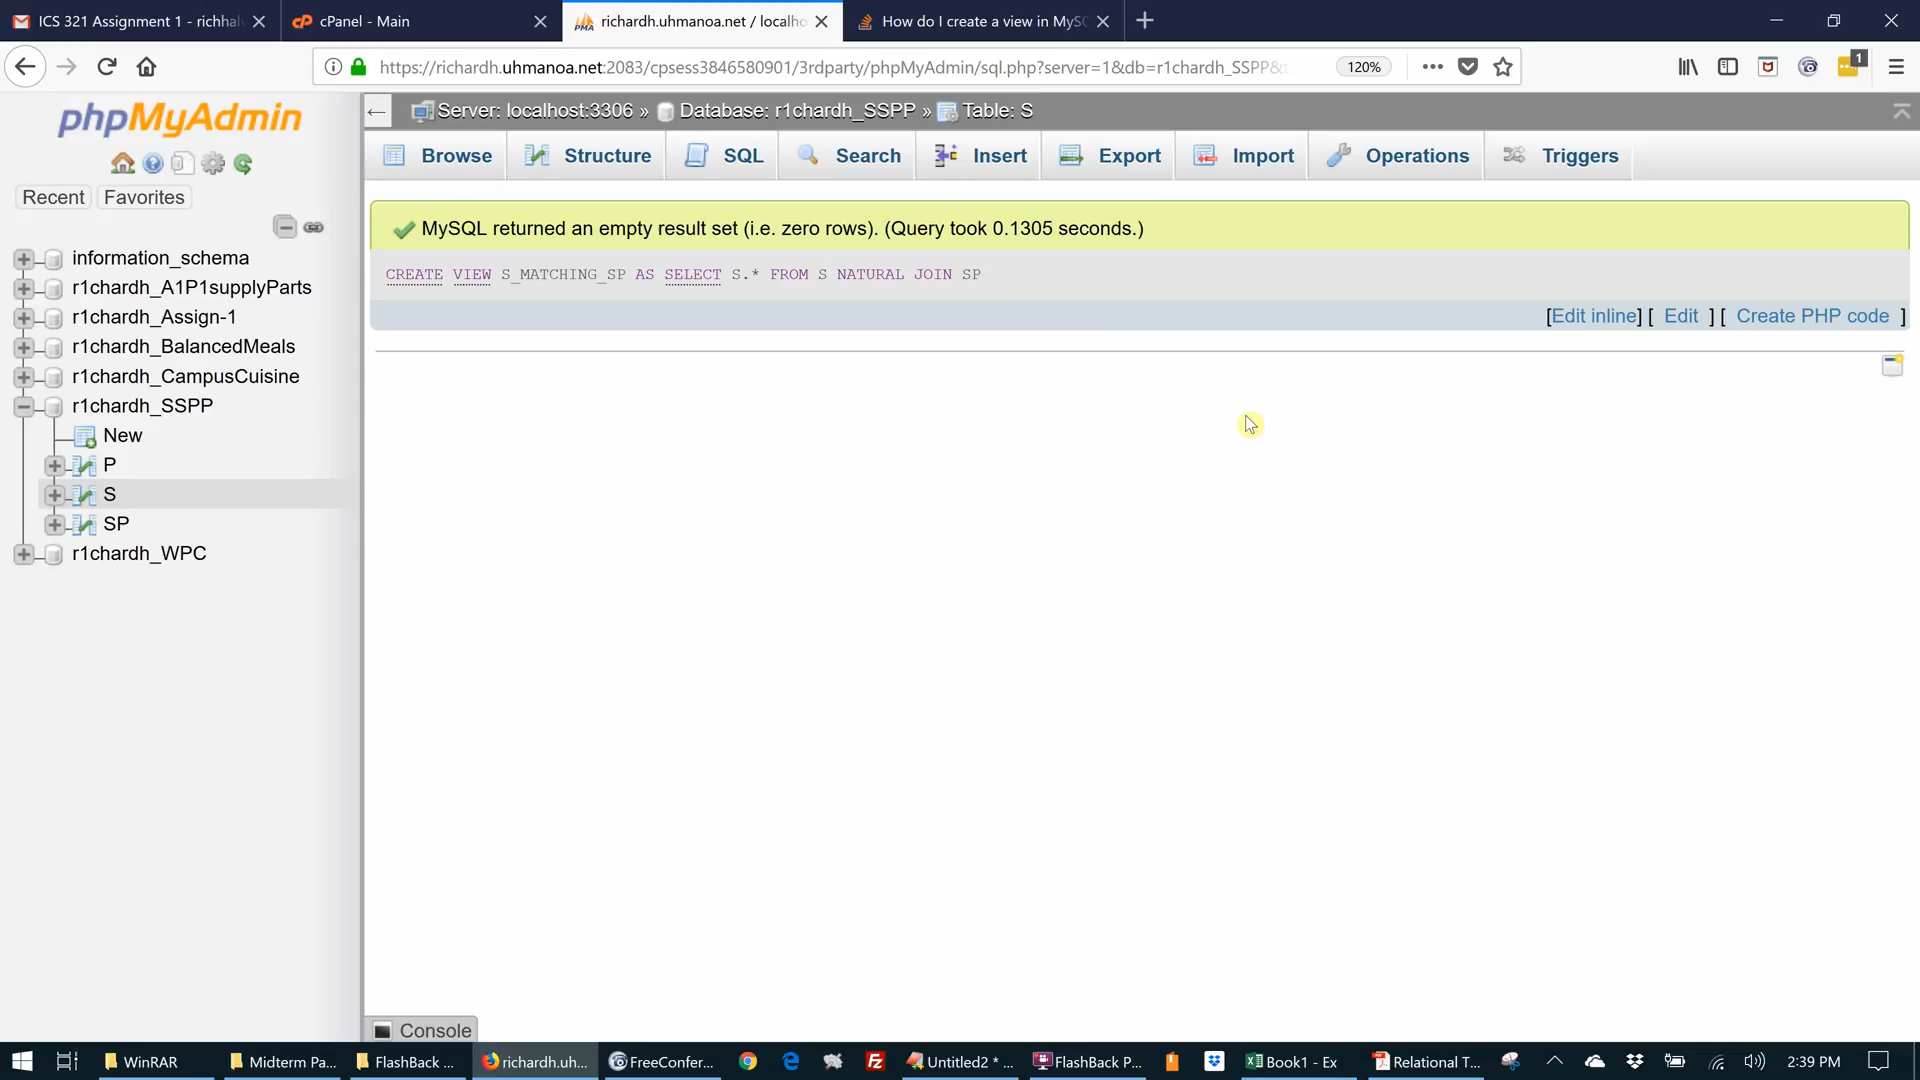 ICS 321 Assignment 1 - richhal
cPanel - Main
richardh.uhmanoa.net / localho
How do I create a view in MySQ
https://richardh.uhmanoa.net:2083/cpsess3846580901/3rdparty/phpMyAdmin/sql.php?server=1&db=r1chardh_SSPP&
120%
1
phpMyAdmin
Recent
Favorites
information_schema
r1chardh_A1P1supplyParts
r1chardh_Assign-1
r1chardh_BalancedMeals
r1chardh_CampusCuisine
r1chardh_SSPP
New
P
S
SP
r1chardh_WPC
Server: localhost:3306 » Database: r1chardh_SSPP » Table: S
Browse
Structure
SQL
Search
Insert
Export
Import
Operations
Triggers
MySQL returned an empty result set (i.e. zero rows). (Query took 0.1305 seconds.)
CREATE VIEW S_MATCHING_SP AS SELECT S.* FROM S NATURAL JOIN SP
[Edit inline] [ Edit ] [ Create PHP code ]
Console
WinRAR
Midterm Pa...
FlashBack ...
richardh.uh...
FreeConfer...
Untitled2 * ...
FlashBack P...
Book1 - Ex
Relational T...
2:39 PM